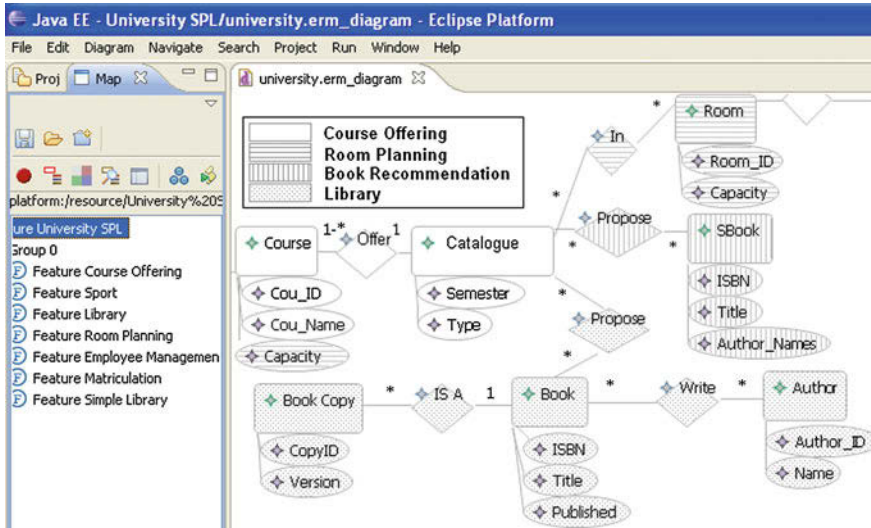 Java EE - University SPL/university.erm_diagram - Eclipse Platform
File Edit Diagram Navigate Search Project Run Window Help
Proj Map
university.erm_diagram
platform:/resource/University%20S
ure University SPL
Group 0
Feature Course Offering
Feature Sport
Feature Library
Feature Room Planning
Feature Employee Managemen
Feature Matriculation
Feature Simple Library
Course Offering
Room Planning
Book Recommendation
Library
* Room
In
Room_ID
Capacity
*
1-* 1
Course Offer Catalogue
* Propose * SBook
Cou_ID
Cou_Name
Capacity
Semester
Type
ISBN
Title
Author_Names
*
Propose
*
Book Copy * IS A 1 Book * Write * Author
CopyID
Version
ISBN
Title
Published
Author_ID
Name